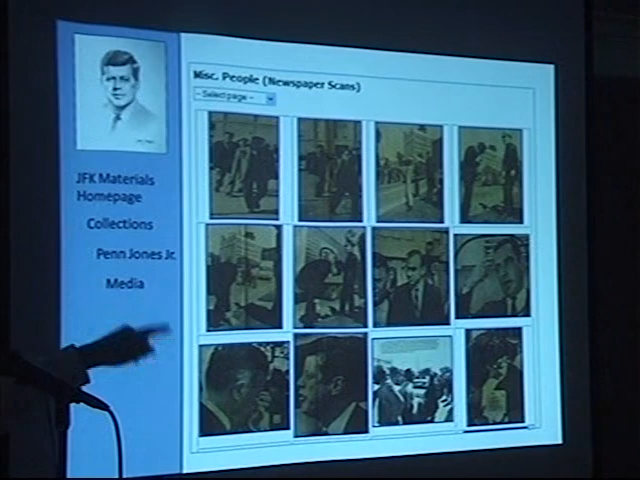 Misc. People (Newspaper Scans)
- Select page -
JFK Materials
Homepage
Collections
Penn Jones Jr.
Media